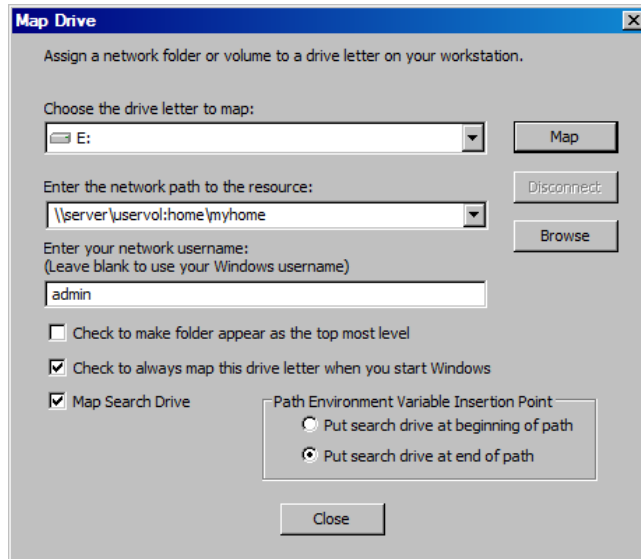 Map Drive
Assign a network folder or volume to a drive letter on your workstation.
Choose the drive letter to map:
E:
Map
Enter the network path to the resource:
Disconnect
\\server\uservol:home\myhome
Browse
Enter your network username:
(Leave blank to use your Windows username)
admin
Check to make folder appear as the top most level
Check to always map this drive letter when you start Windows
Map Search Drive
Path Environment Variable Insertion Point
Put search drive at beginning of path
Put search drive at end of path
Close